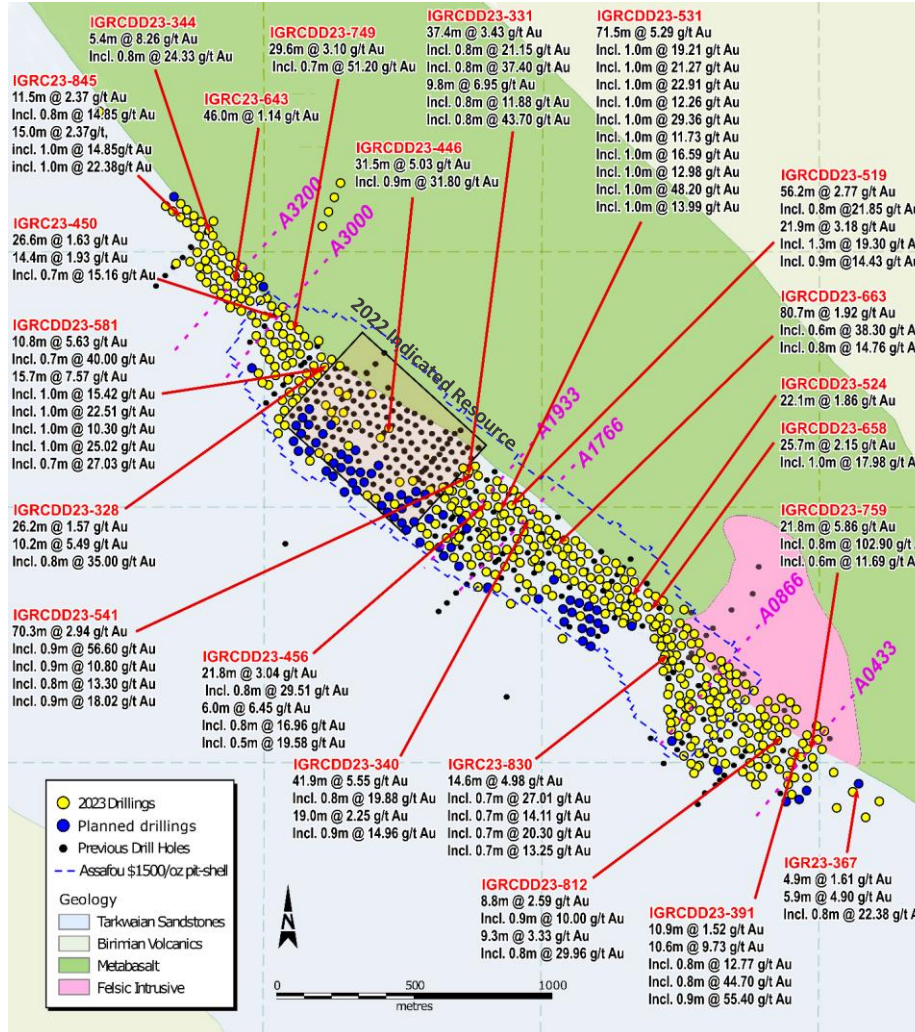 IGRCDD23-344
5.4m @ 8.26 g/t Au
Incl. 0.8m @ 24.33 g/t Au
IGRCDD23-749
29.6m @ 3.10 g/t Au
Incl. 0.7m @ 51.20 g/t Au
IGRCDD23-331
37.4m @ 3.43 g/t Au
Incl. 0.8m @ 21.15 g/t Au
Incl. 0.8m @ 37.40 g/t Au
9.8m @ 6.95 g/t Au
Incl. 0.8m @ 11.88 g/t Au
Incl. 0.8m @ 43.70 g/t Au
IGRCDD23-531
71.5m @ 5.29 g/t Au
Incl. 1.0m @ 19.21 g/t Au
Incl. 1.0m @ 21.27 g/t Au
Incl. 1.0m @ 22.91 g/t Au
Incl. 1.0m @ 12.26 g/t Au
Incl. 1.0m @ 29.36 g/t Au
Incl. 1.0m @ 11.73 g/t Au
Incl. 1.0m @ 16.59 g/t Au
Incl. 1.0m @ 12.98 g/t Au
Incl. 1.0m @ 48.20 g/t Au
Incl. 1.0m @ 13.99 g/t Au
IGRC23-845
11.5m @ 2.37 g/t Au
Incl. 0.8m @ 14.85 g/t Au
15.0m @ 2.37g/t,
incl. 1.0m @ 14.85g/t Au
incl. 1.0m @ 22.38g/t Au
IGRC23-643
46.0m @ 1.14 g/t Au
IGRCDD23-446
31.5m @ 5.03 g/t Au
Incl. 0.9m @ 31.80 g/t Au
IGRCDD23-519
56.2m @ 2.77 g/t Au
Incl. 0.8m @21.85 g/t Au
21.9m @ 3.18 g/t Au
Incl. 1.3m @ 19.30 g/t Au
Incl. 0.9m @14.43 g/t Au
A3200
A3000
IGRC23-450
26.6m @ 1.63 g/t Au
14.4m @ 1.93 g/t Au
Incl. 0.7m @ 15.16 g/t Au
IGRCDD23-663
80.7m @ 1.92 g/t Au
Incl. 0.6m @ 38.30 g/t Au
Incl. 0.8m @ 14.76 g/t Au
IGRCDD23-581
10.8m @ 5.63 g/t Au
Incl. 0.7m @ 40.00 g/t Au
15.7m @ 7.57 g/t Au
Incl. 1.0m @ 15.42 g/t Au
Incl. 1.0m @ 22.51 g/t Au
Incl. 1.0m @ 10.30 g/t Au
Incl. 1.0m @ 25.02 g/t Au
Incl. 0.7m @ 27.03 g/t Au
2022 Indicated Resource
A1933
A1766
IGRCDD23-524
22.1m @ 1.86 g/t Au
IGRCDD23-658
25.7m @ 2.15 g/t Au
Incl. 1.0m @ 17.98 g/t Au
IGRCDD23-759
21.8m @ 5.86 g/t Au
Incl. 0.8m @ 102.90 g/t A
Incl. 0.6m @ 11.69 g/t Au
IGRCDD23-328
26.2m @ 1.57 g/t Au
10.2m @ 5.49 g/t Au
Incl. 0.8m @ 35.00 g/t Au
A0866
A0433
IGRCDD23-541
70.3m @ 2.94 g/t Au
Incl. 0.9m @ 56.60 g/t Au
Incl. 0.9m @ 10.80 g/t Au
Incl. 0.8m @ 13.30 g/t Au
Incl. 0.9m @ 18.02 g/t Au
IGRCDD23-456
21.8m @ 3.04 g/t Au
Incl. 0.8m @ 29.51 g/t Au
6.0m @ 6.45 g/t Au
Incl. 0.8m @ 16.96 g/t Au
Incl. 0.5m @ 19.58 g/t Au
IGRCDD23-340
41.9m @ 5.55 g/t Au
Incl. 0.8m @ 19.88 g/t Au
19.0m @ 2.25 g/t Au
Incl. 0.9m @ 14.96 g/t Au
IGRC23-830
14.6m @ 4.98 g/t Au
Incl. 0.7m @ 27.01 g/t Au
Incl. 0.7m @ 14.11 g/t Au
Incl. 0.7m @ 20.30 g/t Au
Incl. 0.7m @ 13.25 g/t Au
IGRCDD23-812
8.8m @ 2.59 g/t Au
Incl. 0.9m @ 10.00 g/t Au
9.3m @ 3.33 g/t Au
Incl. 0.8m @ 29.96 g/t Au
IGRCDD23-391
10.9m @ 1.52 g/t Au
10.6m @ 9.73 g/t Au
Incl. 0.8m @ 12.77 g/t Au
Incl. 0.8m @ 44.70 g/t Au
Incl. 0.9m @ 55.40 g/t Au
IGR23-367
4.9m @ 1.61 g/t Au
5.9m @ 4.90 g/t Au
Incl. 0.8m @ 22.38 g/t Au
2023 Drillings
Planned drillings
Previous Drill Holes
Assafou $1500/oz pit-shell
Geology
Tarkwaian Sandstones
Birimian Volcanics
Metabasalt
Felsic Intrusive
N
0 500 1000
metres